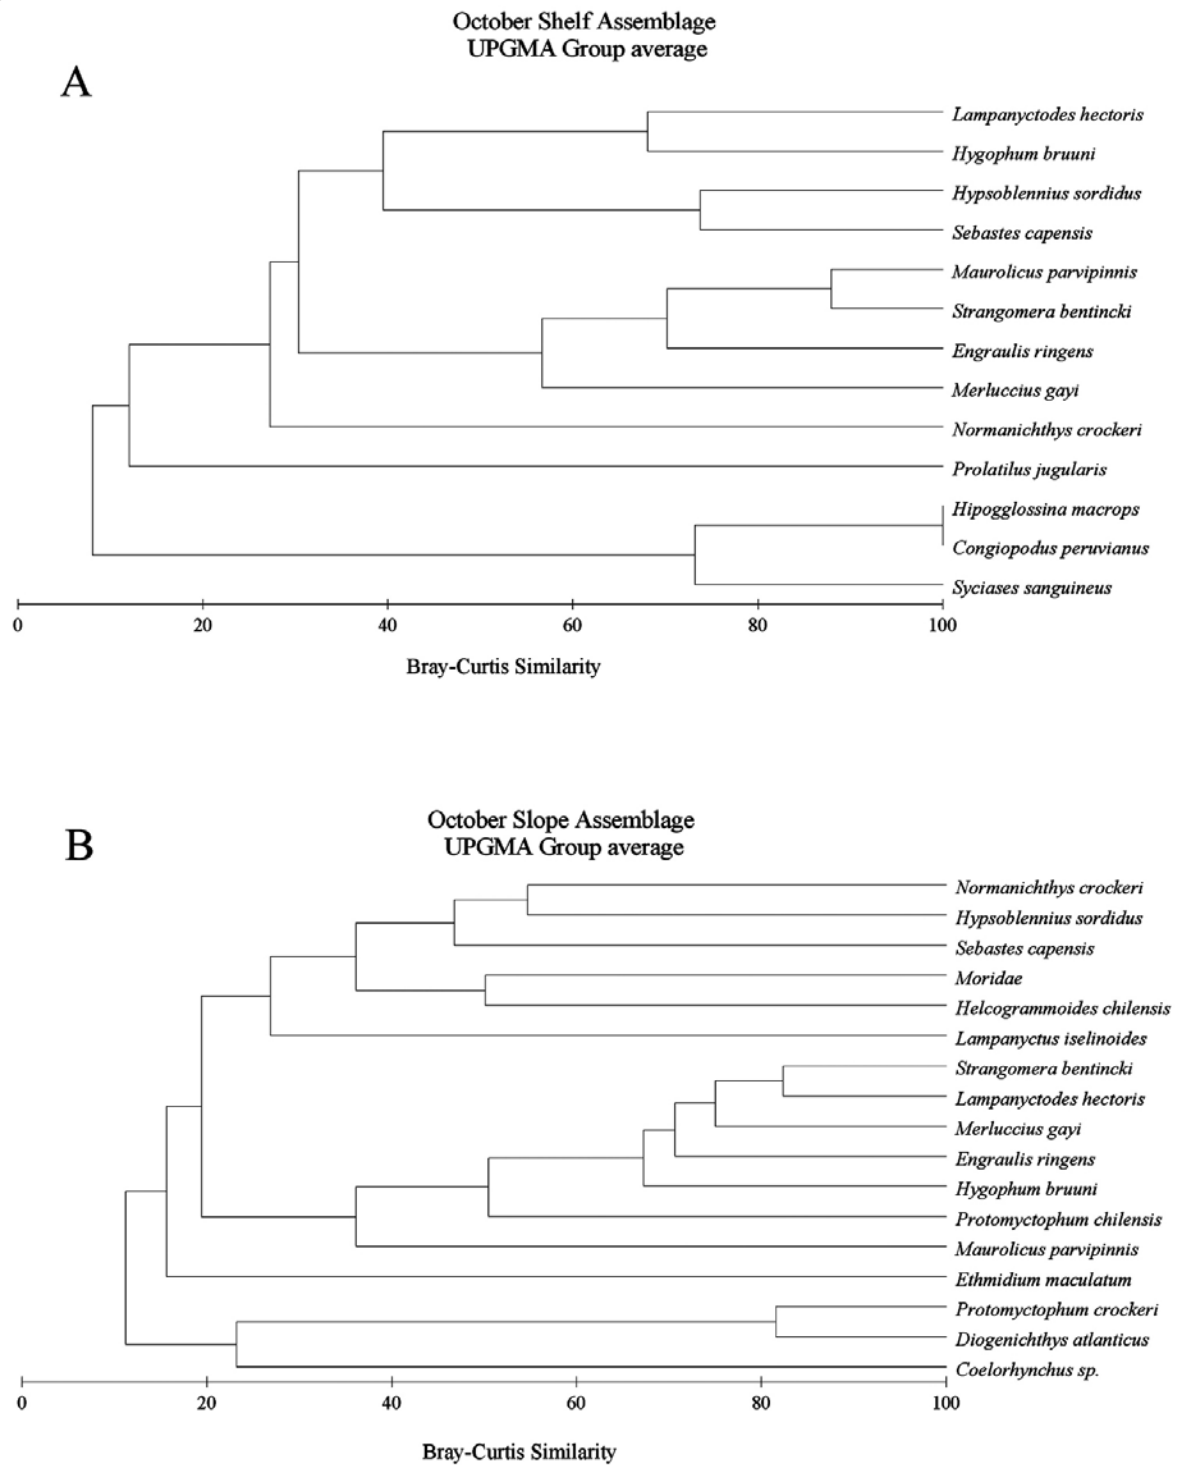 October Shelf Assemblage
UPGMA Group average
A
Lampanyctodes hectoris
Hygophum bruuni
Hypsoblennius sordidus
Sebastes capensis
Maurolicus parvipinnis
Strangomera bentincki
Engraulis ringens
Merluccius gayi
Normanichthys crockeri
Prolatilus jugularis
Hipogglossina macrops
Congiopodus peruvianus
Syciases sanguineus
0 20 40 60 80 100
Bray-Curtis Similarity
October Slope Assemblage
UPGMA Group average
B
Normanichthys crockeri
Hypsoblennius sordidus
Sebastes capensis
Moridae
Helcogrammoides chilensis
Lampanyctus iselinoides
Strangomera bentincki
Lampanyctodes hectoris
Merluccius gayi
Engraulis ringens
Hygophum bruuni
Protomyctophum chilensis
Maurolicus parvipinnis
Ethmidium maculatum
Protomyctophum crockeri
Diogenichthys atlanticus
Coelorhynchus sp.
0 20 40 60 80 100
Bray-Curtis Similarity